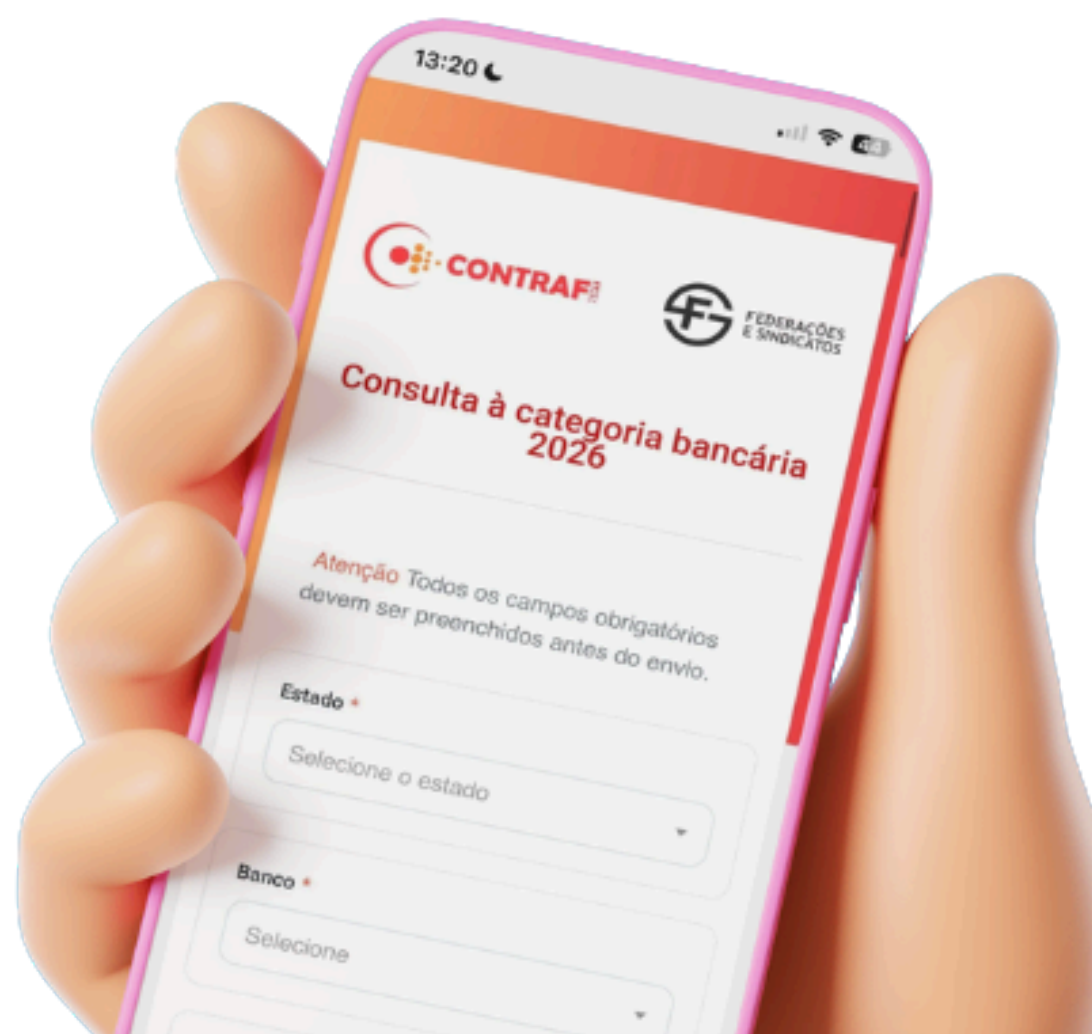 13:20
44
CONTRAF
FEDERAÇÕES
E SINDICATOS
Consulta à categoria bancária
2026
Atenção Todos os campos obrigatórios
devem ser preenchidos antes do envio.
Estado *
Selecione o estado
Banco *
Selecione